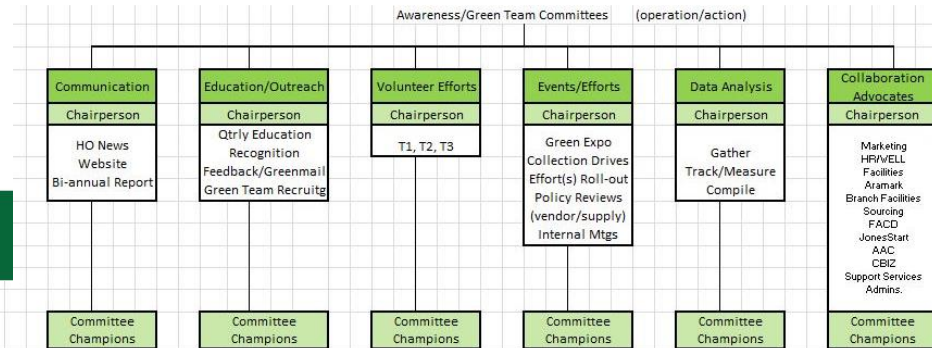 Awareness/Green Team Committees (operation/action)
Communication
Chairperson
HO News
Website
Bi-annual Report
Committee
Champions
Education/Outreach
Chairperson
Qtrly Education
Recognition
Feedback/Greenmail
Green Team Recruitg
Committee
Champions
Volunteer Efforts
Chairperson
T1, T2, T3
Committee
Champions
Events/Efforts
Chairperson
Green Expo
Collection Drives
Effort(s) Roll-out
Policy Reviews
(vendor/supply)
Internal Mtgs
Committee
Champions
Data Analysis
Chairperson
Gather
Track/Measure
Compile
Committee
Champions
Collaboration
Advocates
Chairperson
Marketing
HR/WELL
Facilities
Aramark
Branch Facilities
Sourcing
FACD
JonesStart
AAC
CBIZ
Support Services
Admins.
Committee
Champions